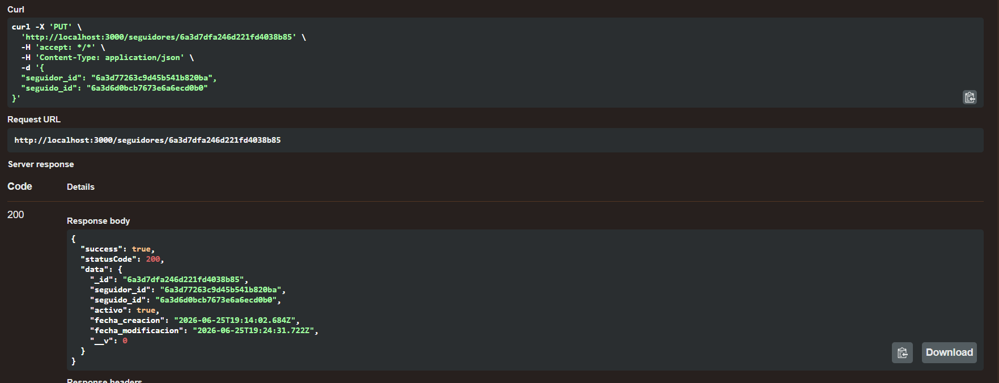 Curl
curl -X 'PUT' \
  'http://localhost:3000/seguidores/6a3d7dfa246d221fd4038b85' \
  -H 'accept: */*' \
  -H 'Content-Type: application/json' \
  -d '{
  "seguidor_id": "6a3d77263c9d45b541b820ba",
  "seguido_id": "6a3d6d0bcb7673e6a6ecd0b0"
}'
Request URL
http://localhost:3000/seguidores/6a3d7dfa246d221fd4038b85
Server response
Code Details
200
Response body
{
  "success": true,
  "statusCode": 200,
  "data": {
    "_id": "6a3d7dfa246d221fd4038b85",
    "seguidor_id": "6a3d77263c9d45b541b820ba",
    "seguido_id": "6a3d6d0bcb7673e6a6ecd0b0",
    "activo": true,
    "fecha_creacion": "2026-06-25T19:14:02.684Z",
    "fecha_modificacion": "2026-06-25T19:24:31.722Z",
    "__v": 0
  }
}
Download
Response headers